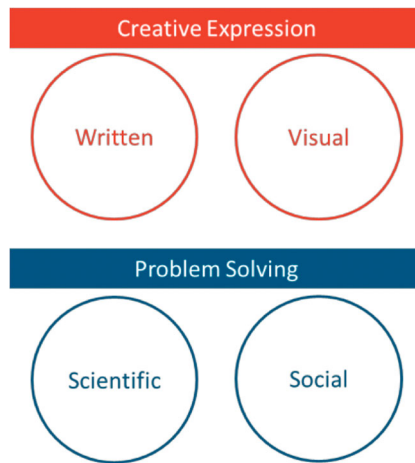 Creative Expression
Written
Visual
Problem Solving
Scientific
Social